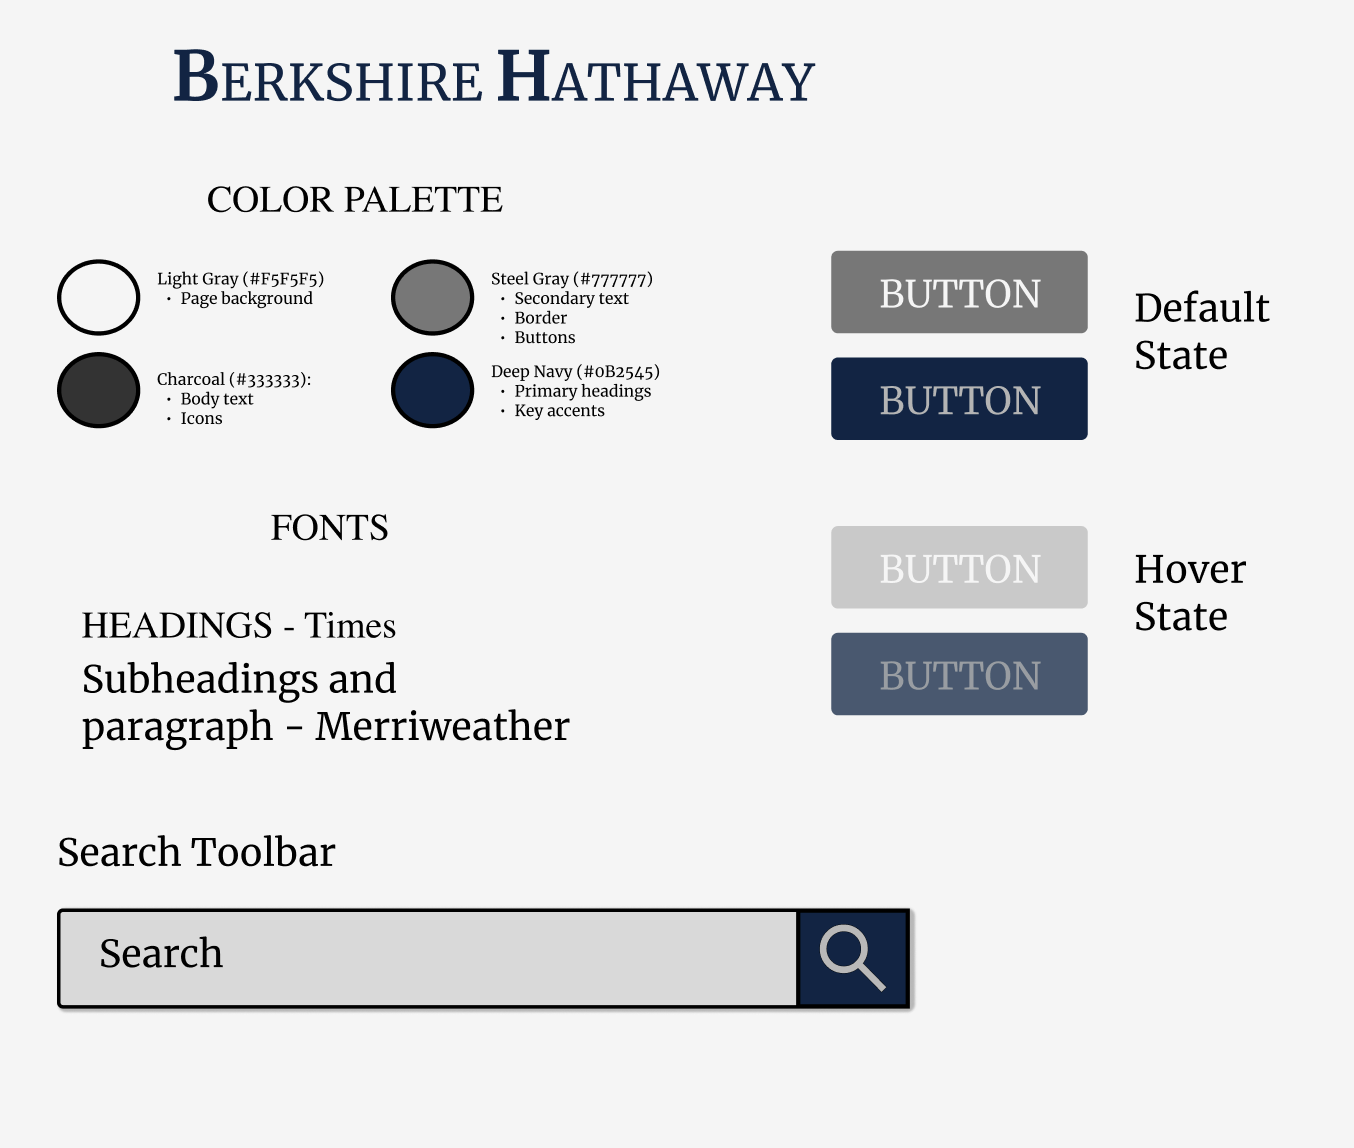 BERKSHIRE HATHAWAY
COLOR PALETTE
Light Gray (#F5F5F5)
• Page background
Steel Gray (#777777)
• Secondary text
• Border
• Buttons
Charcoal (#333333):
• Body text
• Icons
Deep Navy (#0B2545)
• Primary headings
• Key accents
BUTTON
BUTTON
Default
State
FONTS
HEADINGS - Times
Subheadings and
paragraph - Merriweather
BUTTON
BUTTON
Hover
State
Search Toolbar
Search